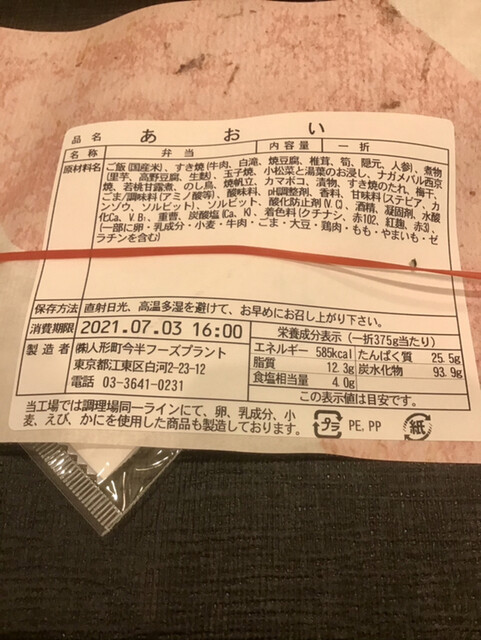 品名 あおい
名称 弁当 内容量 一折
原材料名 ご飯(国産米)、すき焼(牛肉、白滝、焼豆腐、椎茸、筍、隠元、人参)、煮物
(里芋、高野豆腐、生麩)、玉子焼、小松菜と湯葉のお浸し、ナガメバル西京
焼、若桃甘露煮、のし鳥、焼帆立、カマボコ、漬物、すき焼のたれ、梅干、
ごま/調味料(アミノ酸等)、酸味料、pH調整剤、香料、甘味料(ステビア、カ
ンゾウ、ソルビット)、ソルビット、酸化防止剤(V.C)、酒精、凝固剤、水酸
化Ca、V.B)、重曹、炭酸塩(Ca、K)、着色料(クチナシ、赤102、紅麹、赤3)、
(一部に卵・乳成分・小麦・牛肉・ごま・大豆・鶏肉・もも・やまいも・ゼ
ラチンを含む)
保存方法 直射日光、高温多湿を避けて、お早めにお召し上がり下さい。
消費期限 2021.07.03 16:00
製造者 ㈱人形町今半フーズプラント
東京都江東区白河2-23-12
電話 03-3641-0231
栄養成分表示(一折375g当たり)
エネルギー 585kcal たんぱく質 25.5g
脂質 12.3g 炭水化物 93.9g
食塩相当量 4.0g
この表示値は目安です。
当工場では調理場同一ラインにて、卵、乳成分、小
麦、えび、かにを使用した商品も製造しております。
プラ PE,PP 紙